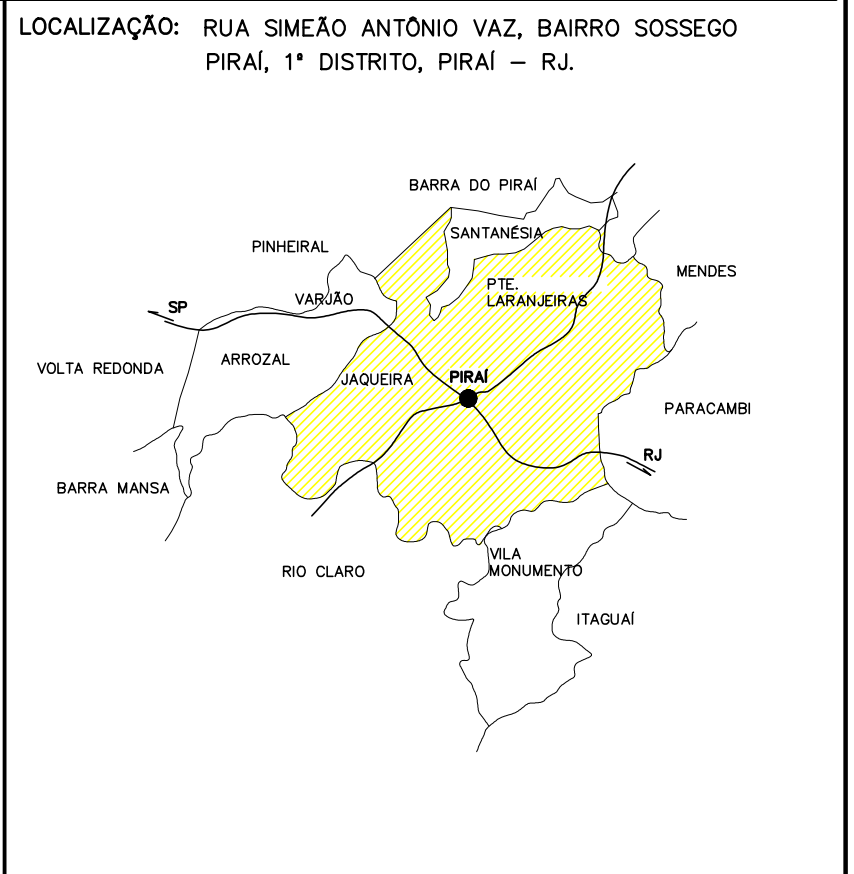 LOCALIZAÇÃO: RUA SIMEÃO ANTÔNIO VAZ, BAIRRO SOSSEGO
PIRAÍ, 1º DISTRITO, PIRAÍ – RJ.
BARRA DO PIRAÍ
SANTANÉSIA
PINHEIRAL
MENDES
PTE.
LARANJEIRAS
VARJÃO
SP
ARROZAL
VOLTA REDONDA
JAQUEIRA
PIRAÍ
PARACAMBI
RJ
BARRA MANSA
VILA
MONUMENTO
RIO CLARO
ITAGUAÍ